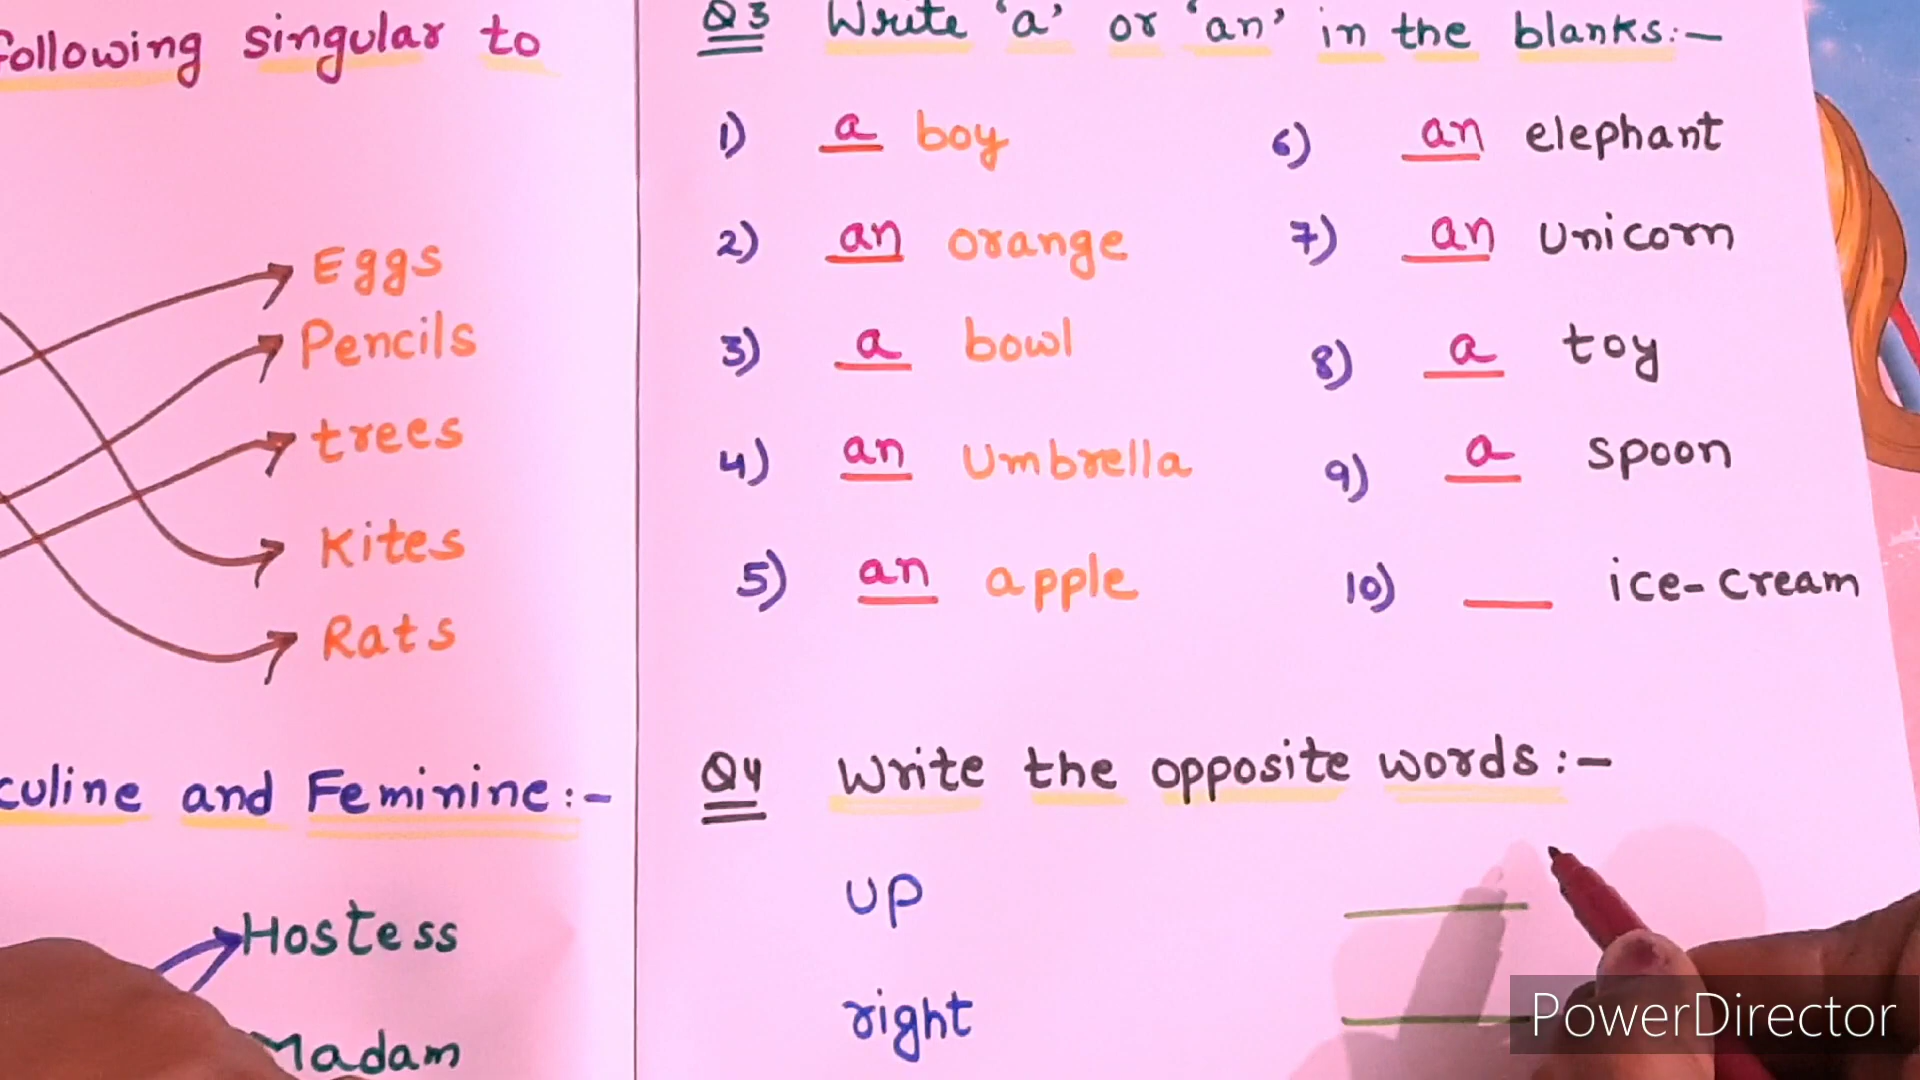 following singular to
Eggs
Pencils
trees
Kites
Rats
culine and Feminine:-
Hostess
Madam
Q3 Write 'a' or 'an' in the blanks:-
1) a boy
2) an orange
3) a bowl
4) an Umbrella
5) an apple
6) an elephant
7) an unicorn
8) a toy
9) a spoon
10) ice-cream
Q4 Write the opposite words:-
up
right
PowerDirector